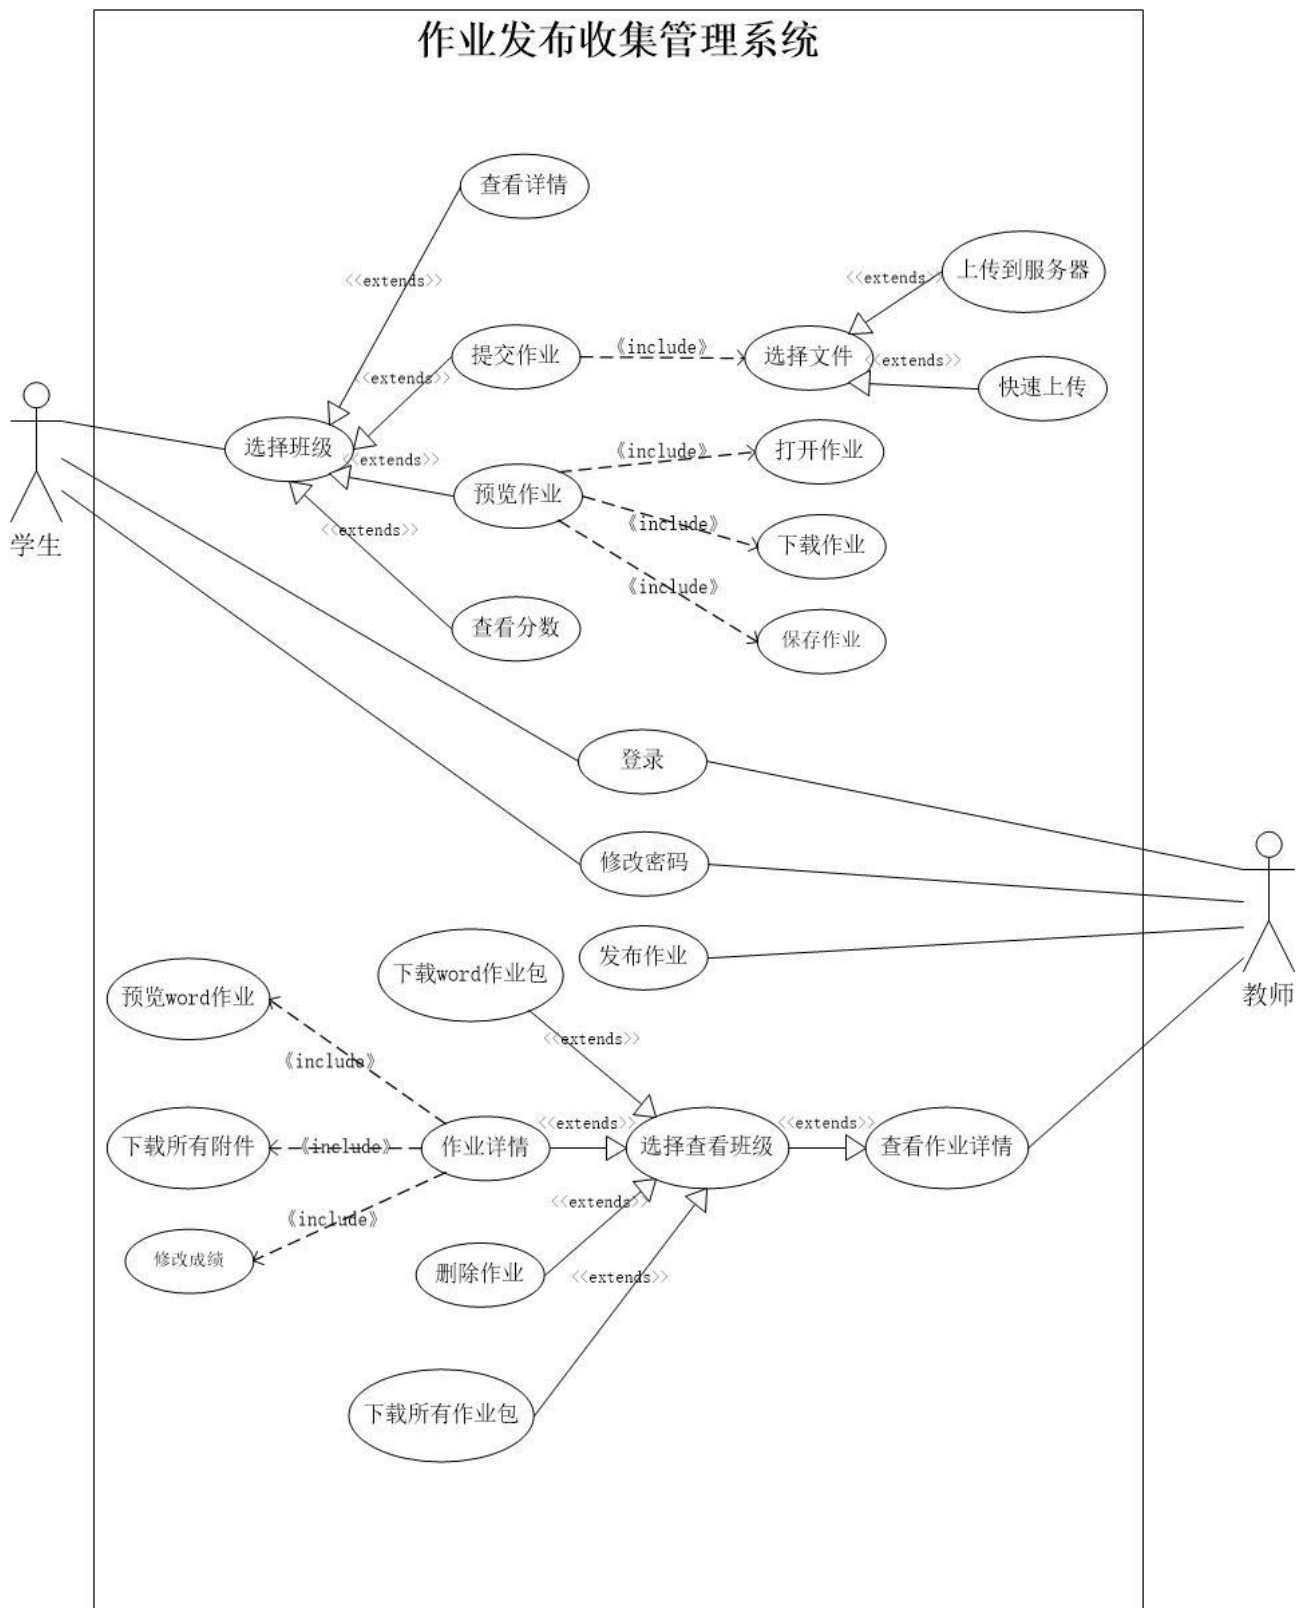 作业发布收集管理系统
查看详情
<<extends>>
上传到服务器
<<extends>>
提交作业
《include》
选择文件
<<extends>>
<<extends>>
快速上传
选择班级
<<extends>>
《include》
打开作业
预览作业
学生
<<extends>>
《include》
下载作业
《include》
查看分数
保存作业
登录
修改密码
发布作业
下载word作业包
预览word作业
教师
<<extends>>
《include》
<<extends>>
<<extends>>
下载所有附件
《include》
作业详情
选择查看班级
查看作业详情
<<extends>>
《include》
修改成绩
删除作业
<<extends>>
下载所有作业包